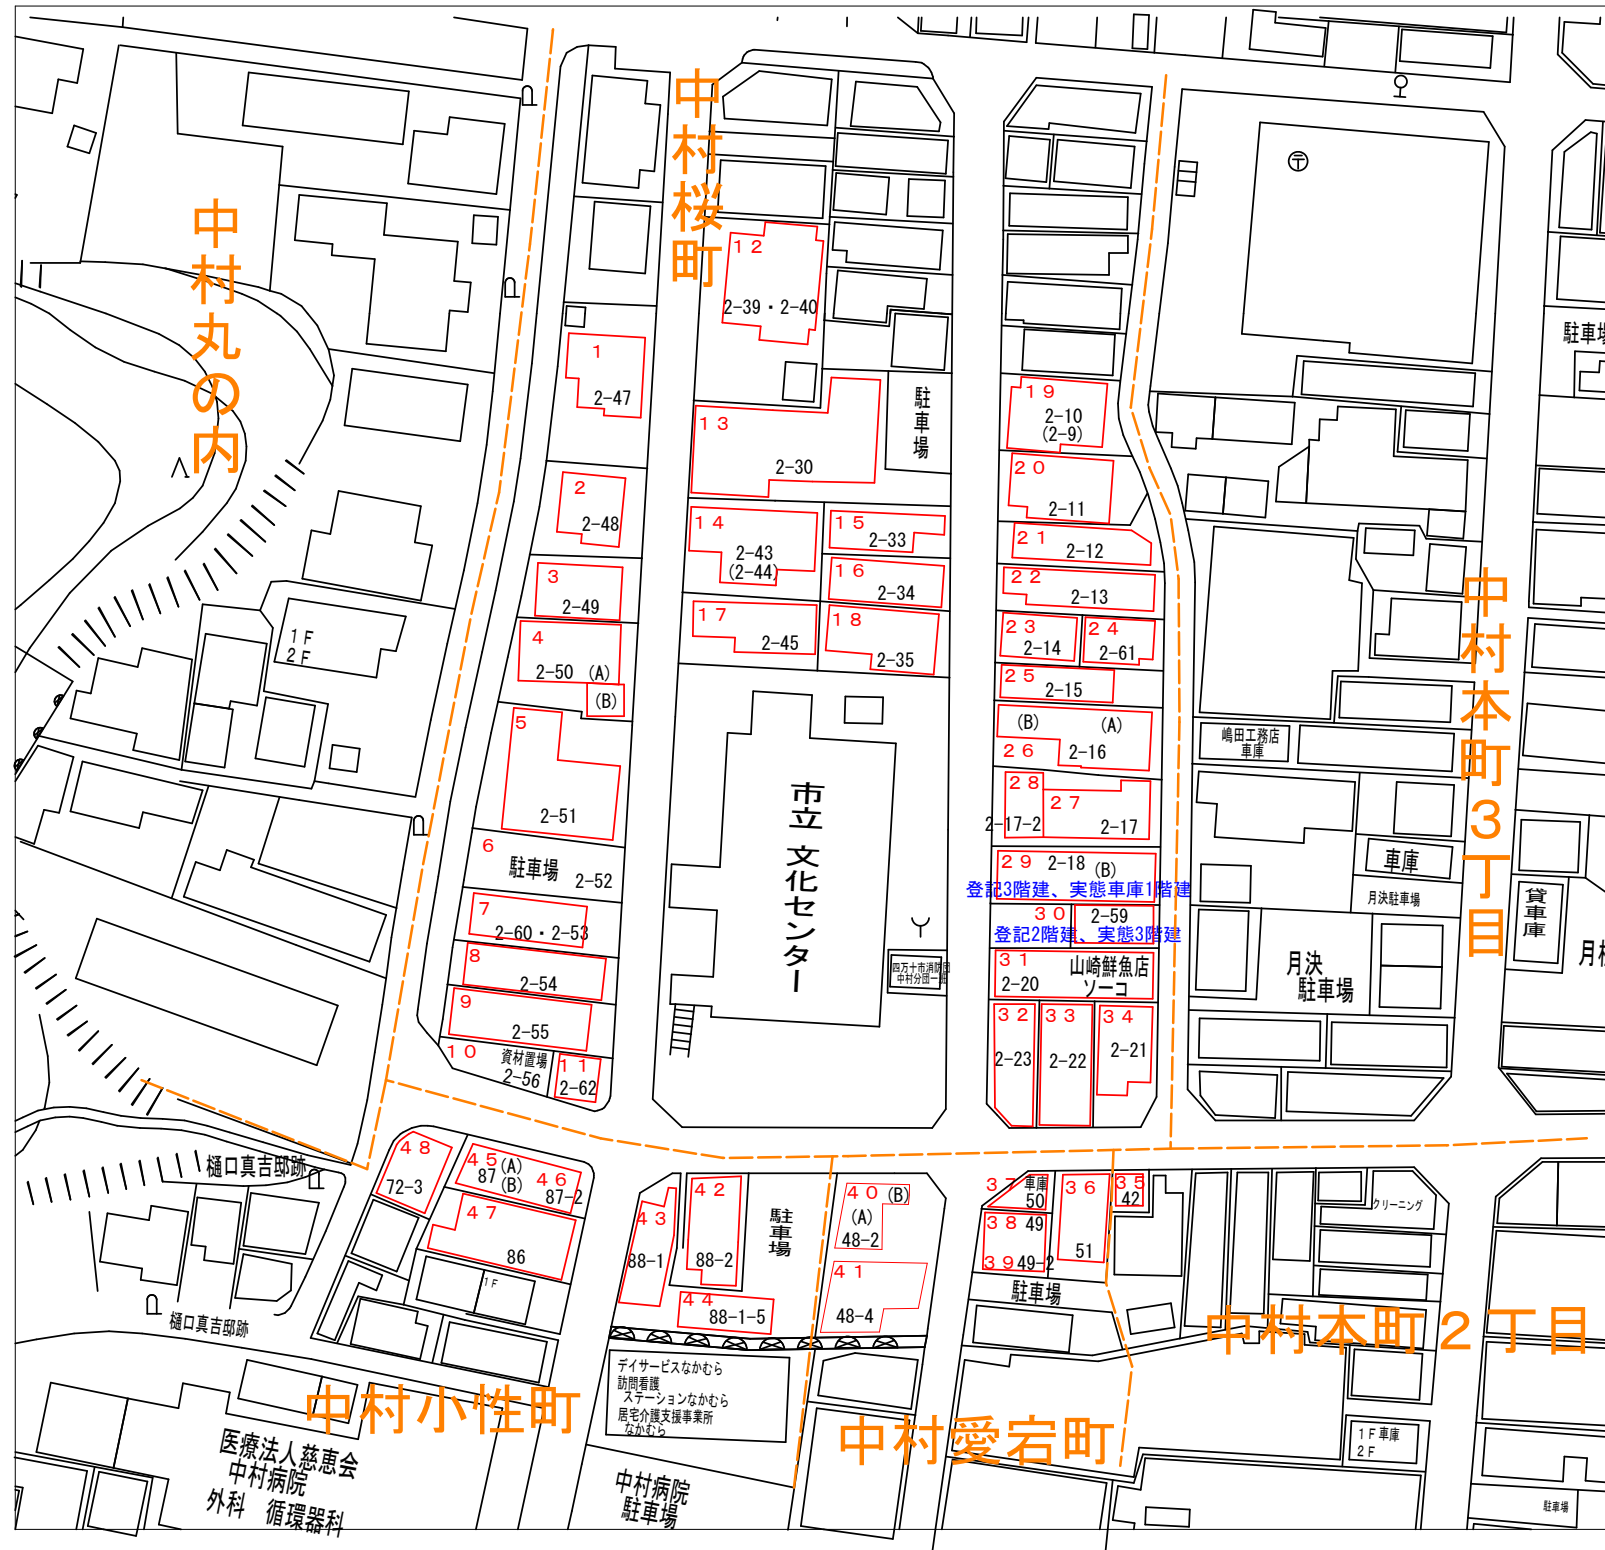 中村桜町
中村丸の内
中村本町３丁目
中村本町２丁目
中村小性町
中村愛宕町
１
2-47
２
2-48
３
2-49
４
2-50 (A)
(B)
５
2-51
６
駐車場 2-52
７
2-60・2-53
８
2-54
９
2-55
１０
資材置場
2-56
１１
2-62
１２
2-39・2-40
１３
2-30
駐車場
１４
2-43
(2-44)
１５
2-33
１６
2-34
１７
2-45
１８
2-35
市立 文化センター
四万十市消防団
中村分団一部
１９
2-10
(2-9)
２０
2-11
２１
2-12
２２
2-13
２３
2-14
２４
2-61
２５
2-15
(B) (A)
２６ 2-16
２８
2-17-2
２７
2-17
２９ 2-18 (B)
登記3階建、実態車庫1階建
３０ 2-59
登記2階建、実態3階建
３１
2-20
山崎鮮魚店
ソーコ
３２
2-23
３３
2-22
３４
2-21
〒
駐車場
嶋田工務店
車庫
車庫
月決駐車場
貸車庫
月決
駐車場
１Ｆ
２Ｆ
樋口真吉邸跡
樋口真吉邸跡
４８
72-3
４５ (A)
87 (B)
４６
87-2
４７
86
１Ｆ
４３
88-1
４２
88-2
駐車場
４４
88-1-5
４０ (B)
(A)
48-2
４１
48-4
３７ 車庫
50
３８ 49
３９ 49-2
駐車場
３６
51
３５
42
クリーニング
デイサービスなかむら
訪問看護
ステーションなかむら
居宅介護支援事業所
なかむら
医療法人慈恵会
中村病院
外科 循環器科
中村病院
駐車場
１Ｆ車庫
２Ｆ
駐車場